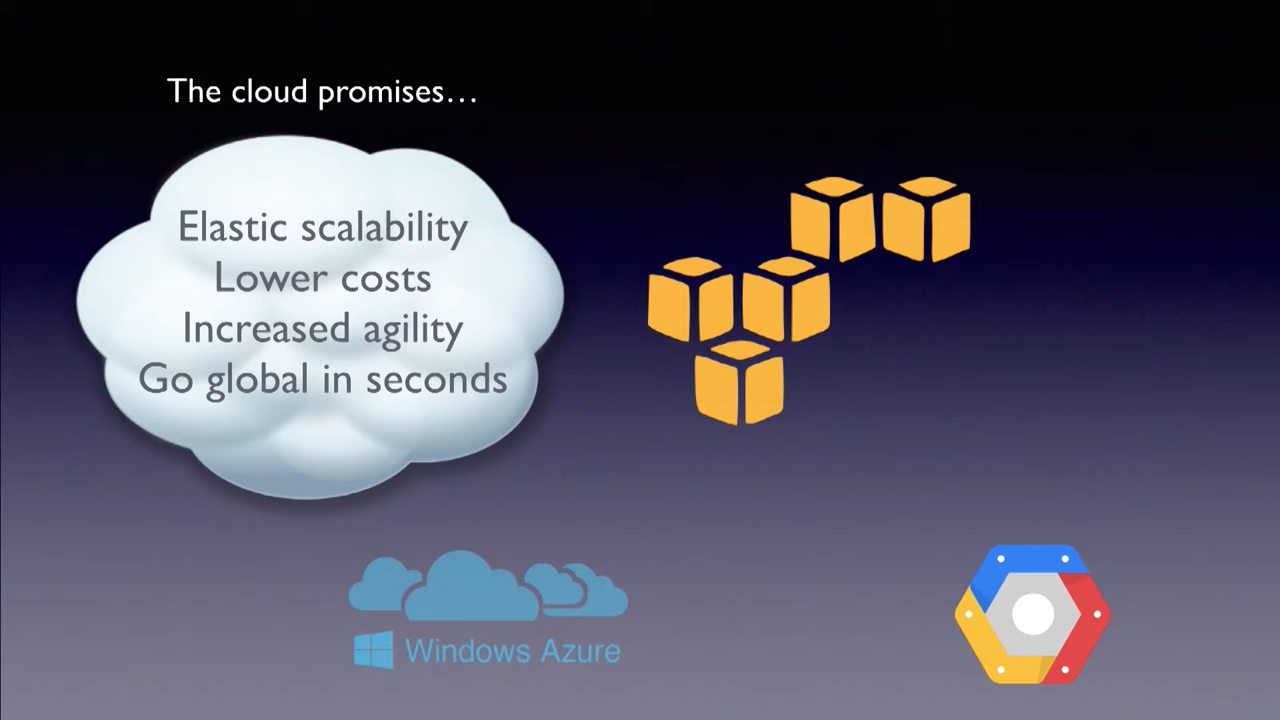 The cloud promises…
Elastic scalability
Lower costs
Increased agility
Go global in seconds
Windows Azure